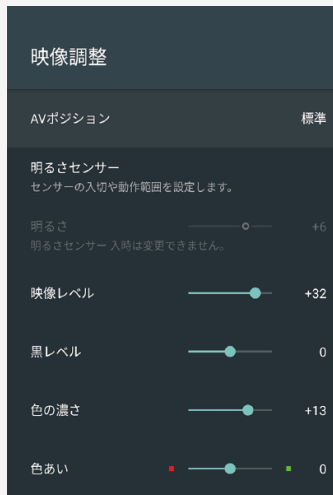 映像調整
AVポジション 標準
明るさセンサー
センサーの入切や動作範囲を設定します。
明るさ +6
明るさセンサー 入時は変更できません。
映像レベル +32
黒レベル 0
色の濃さ +13
色あい 0